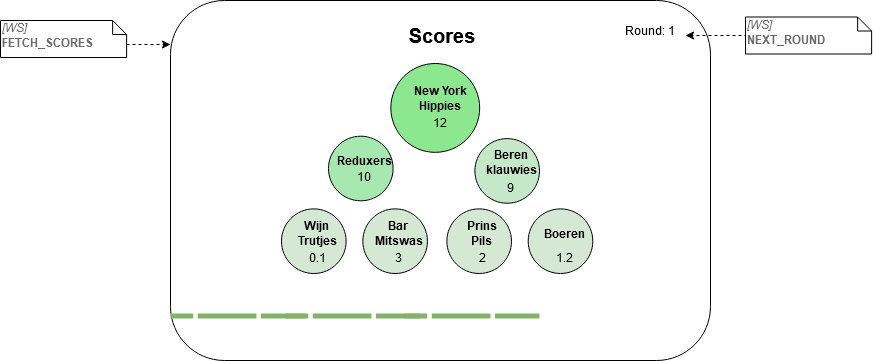 [WS]
FETCH_SCORES
Scores
Round: 1
[WS]
NEXT_ROUND
New York
Hippies
12
Reduxers
10
Beren
klauwies
9
Wijn
Trutjes
0.1
Bar
Mitswas
3
Prins
Pils
2
Boeren
1.2